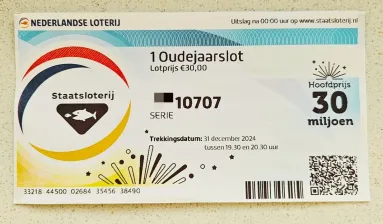 NEDERLANDSE LOTERIJ
Uitslag na 00:00 uur op www.staatsloterij.nl
1 Oudejaarslot
Lotprijs €30,00
Staatsloterij
10707
SERIE
Hoofdprijs
30
miljoen
Trekkingsdatum: 31 december 2024
tussen 19.30 en 20.30 uur
33218 44500 02684 35456 38490